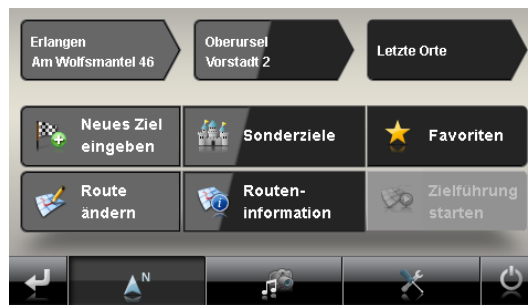 Erlangen
Am Wolfsmantel 46
Oberursel
Vorstadt 2
Letzte Orte
Neues Ziel
eingeben
Sonderziele
Favoriten
Route
ändern
Routen-
information
Zielführung
starten
N